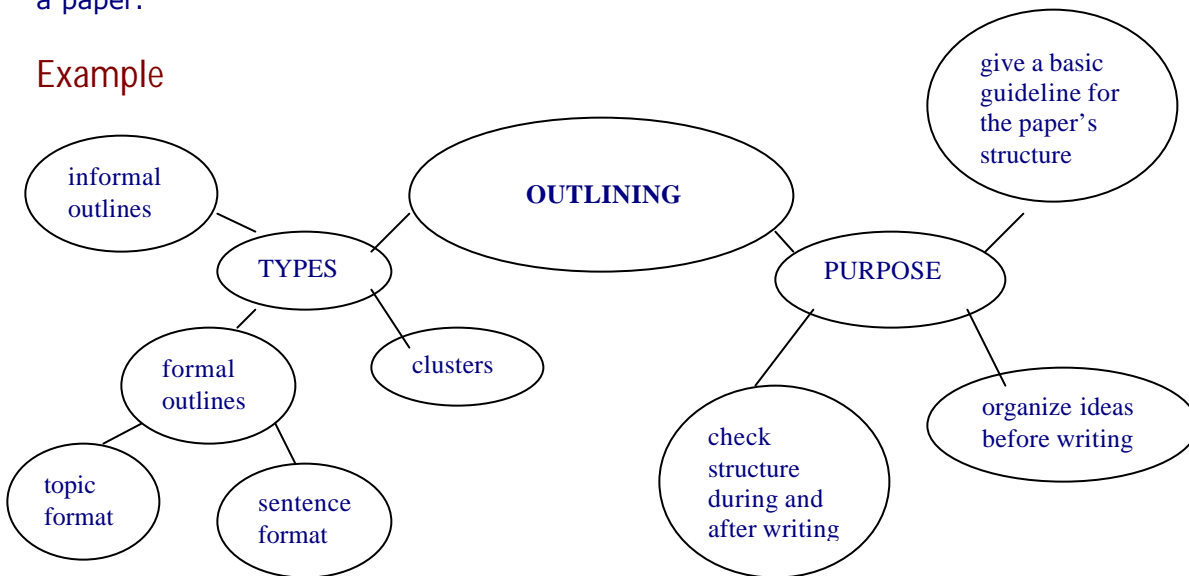 a paper.
Example
give a basic
guideline for
the paper's
structure
informal
outlines
OUTLINING
TYPES
PURPOSE
formal
outlines
clusters
organize ideas
before writing
check
structure
during and
after writing
topic
format
sentence
format